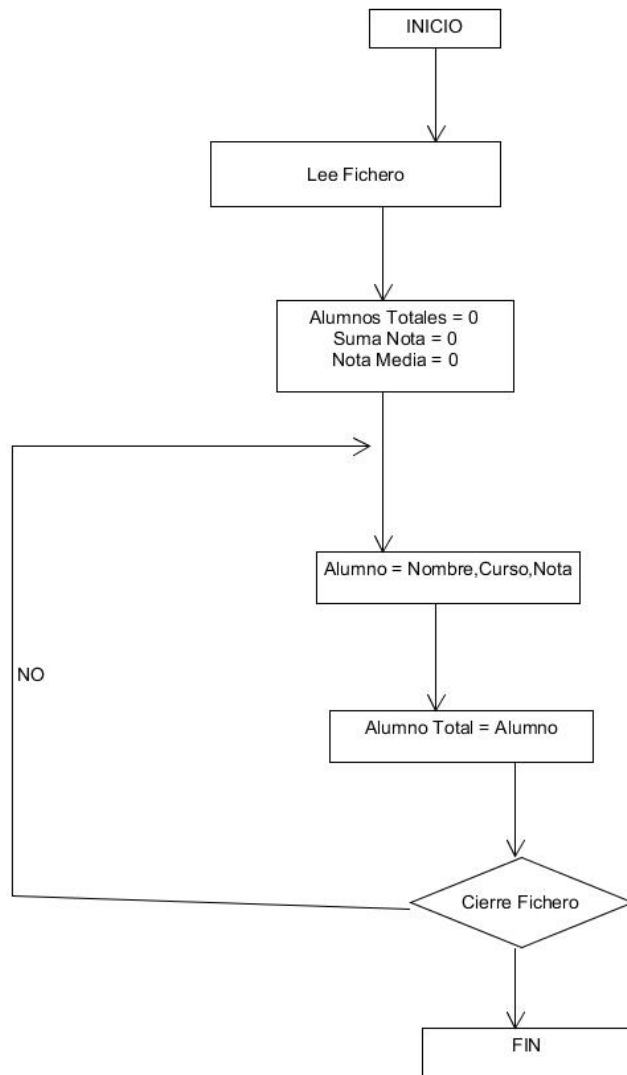 INICIO
Lee Fichero
Alumnos Totales = 0
Suma Nota = 0
Nota Media = 0
Alumno = Nombre,Curso,Nota
NO
Alumno Total = Alumno
Cierre Fichero
FIN